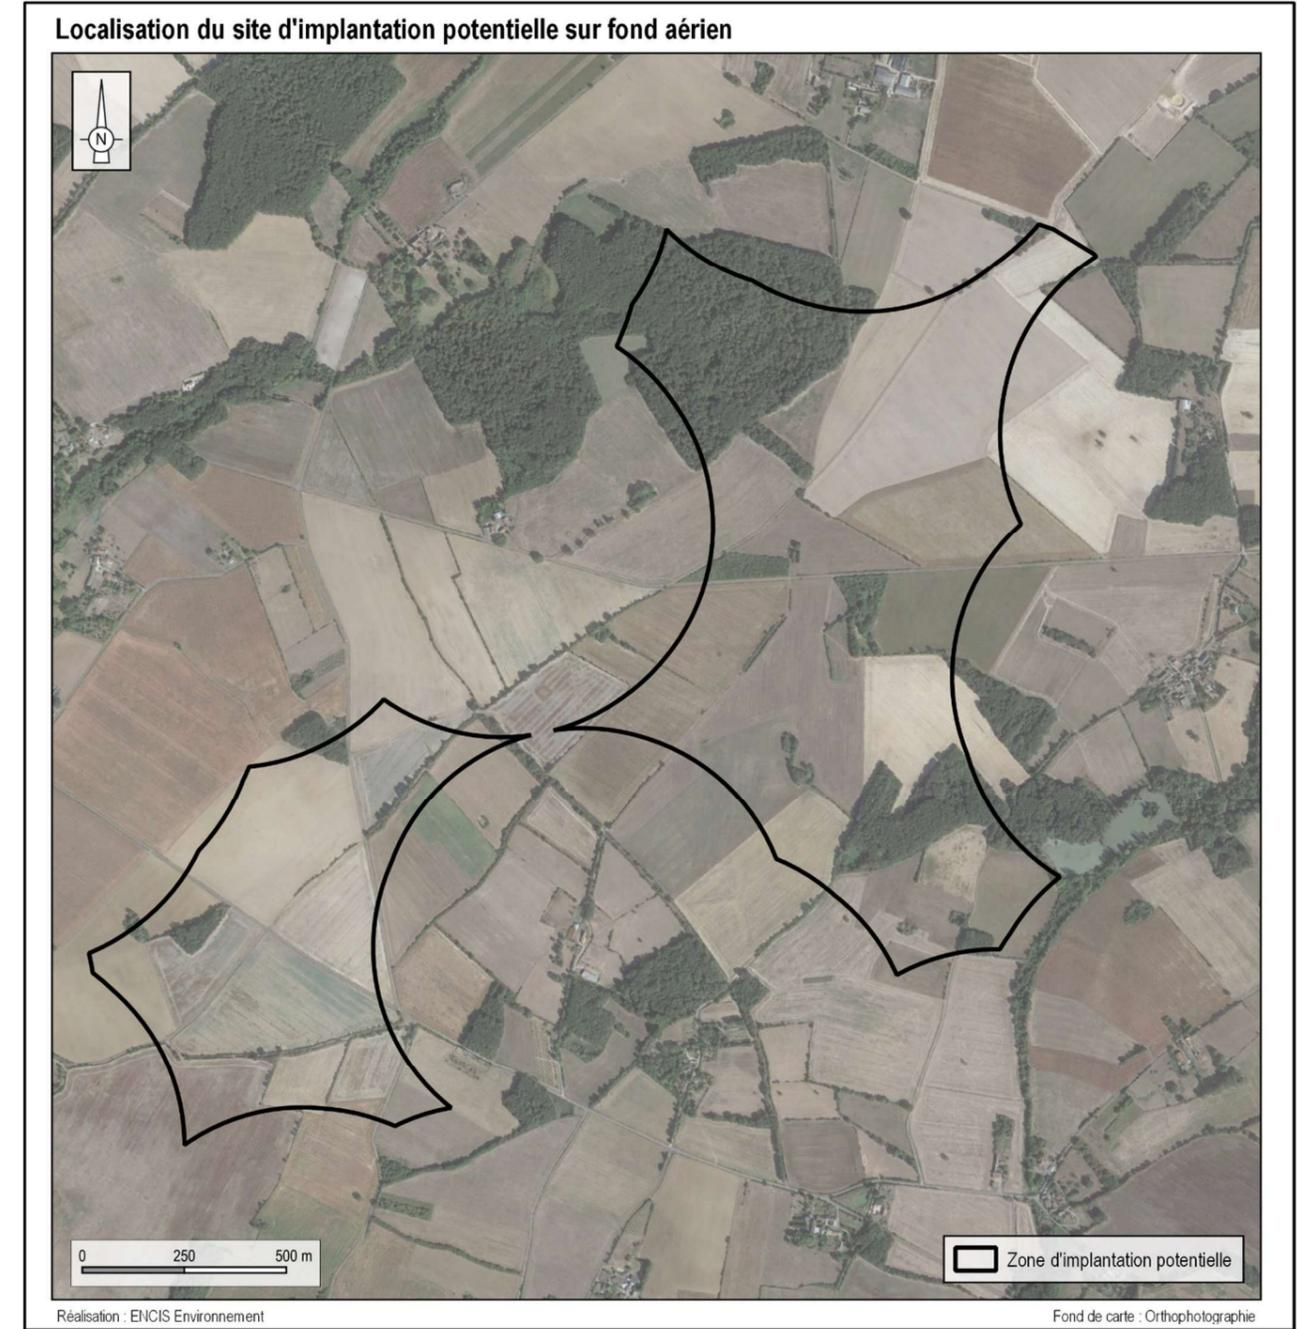 Localisation du site d'implantation potentielle sur fond aérien
N
0 250 500 m
Zone d'implantation potentielle
Réalisation : ENCIS Environnement
Fond de carte : Orthophotographie